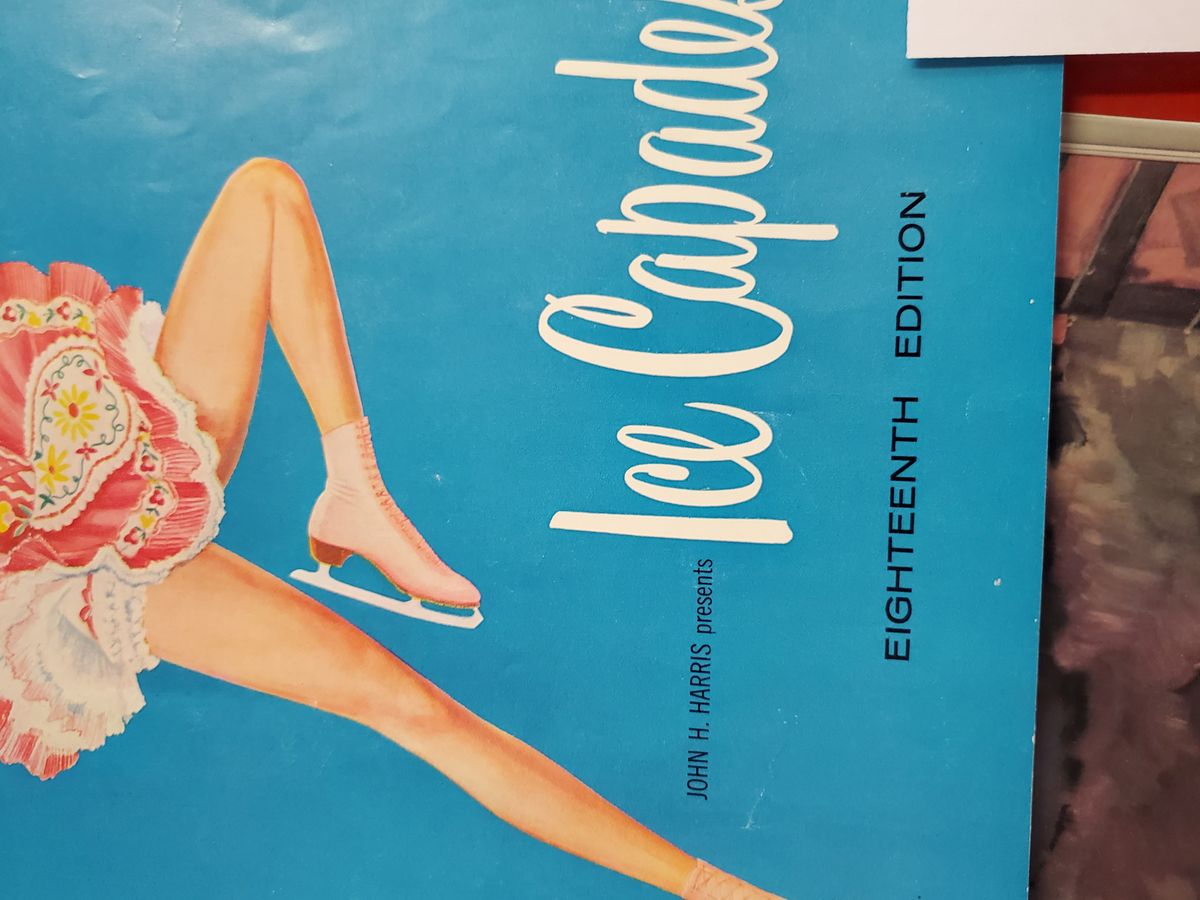 JOHN H. HARRIS presents
Ice Capade
EIGHTEENTH EDITION